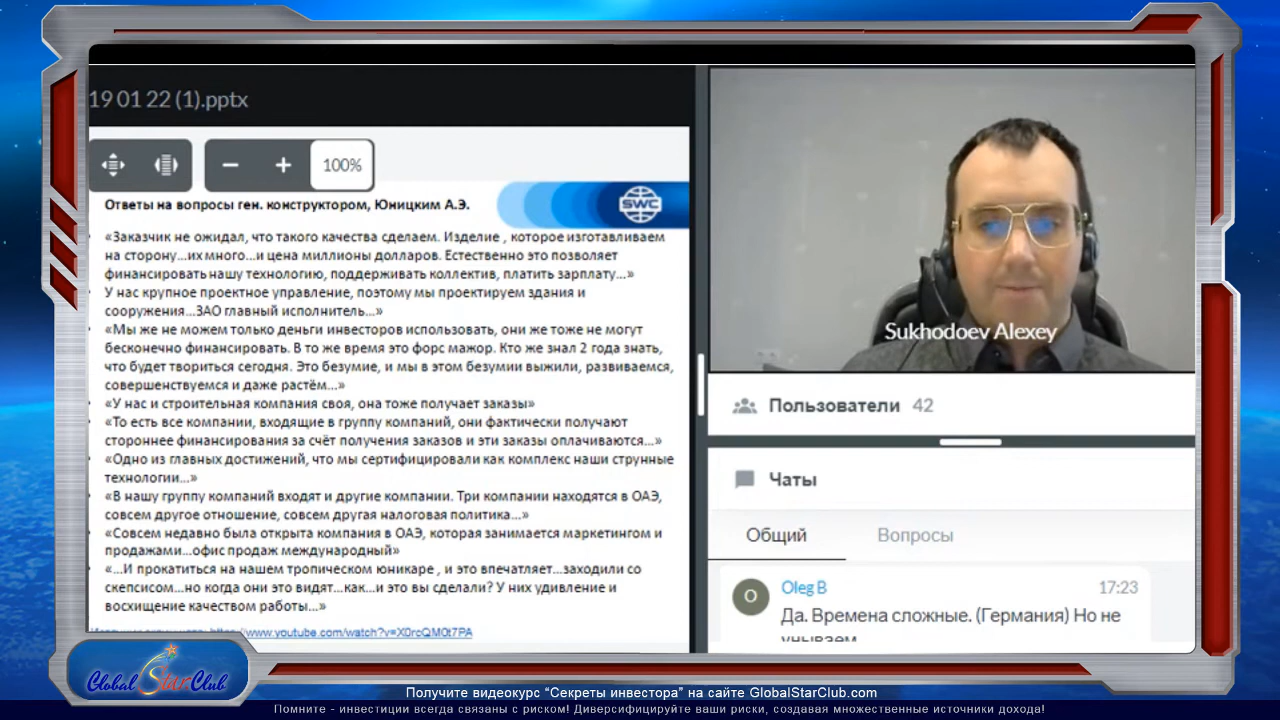 19 01 22 (1).pptx
100%
Ответы на вопросы ген. конструктором, Юницким А.Э.
SWC
«Заказчик не ожидал, что такого качества сделаем. Изделие , которое изготавливаем
на сторону...их много...и цена миллионы долларов. Естественно это позволяет
финансировать нашу технологию, поддерживать коллектив, платить зарплату...»
У нас крупное проектное управление, поэтому мы проектируем здания и
сооружения...ЗАО главный исполнитель...»
«Мы же не можем только деньги инвесторов использовать, они же тоже не могут
бесконечно финансировать. В то же время это форс мажор. Кто же знал 2 года знать,
что будет твориться сегодня. Это безумие, и мы в этом безумии выжили, развиваемся,
совершенствуемся и даже растём...»
«У нас и строительная компания своя, она тоже получает заказы»
«То есть все компании, входящие в группу компаний, они фактически получают
стороннее финансирования за счёт получения заказов и эти заказы оплачиваются...»
«Одно из главных достижений, что мы сертифицировали как комплекс наши струнные
технологии...»
«В нашу группу компаний входят и другие компании. Три компании находятся в ОАЭ,
совсем другое отношение, совсем другая налоговая политика...»
«Совсем недавно была открыта компания в ОАЭ, которая занимается маркетингом и
продажами...офис продаж международный»
«...И прокатиться на нашем тропическом юникаре , и это впечатляет...заходили со
скепсисом...но когда они это видят...как...и это вы сделали? У них удивление и
восхищение качеством работы...»
Sukhodoev Alexey
Пользователи 42
Чаты
Общий Вопросы
O Oleg B 17:23
Да. Времена сложные. (Германия) Но не
унываем
Global Star Club
Получите видеокурс "Секреты инвестора" на сайте GlobalStarClub.com
Помните - инвестиции всегда связаны с риском! Диверсифицируйте ваши риски, создавая множественные источники дохода!